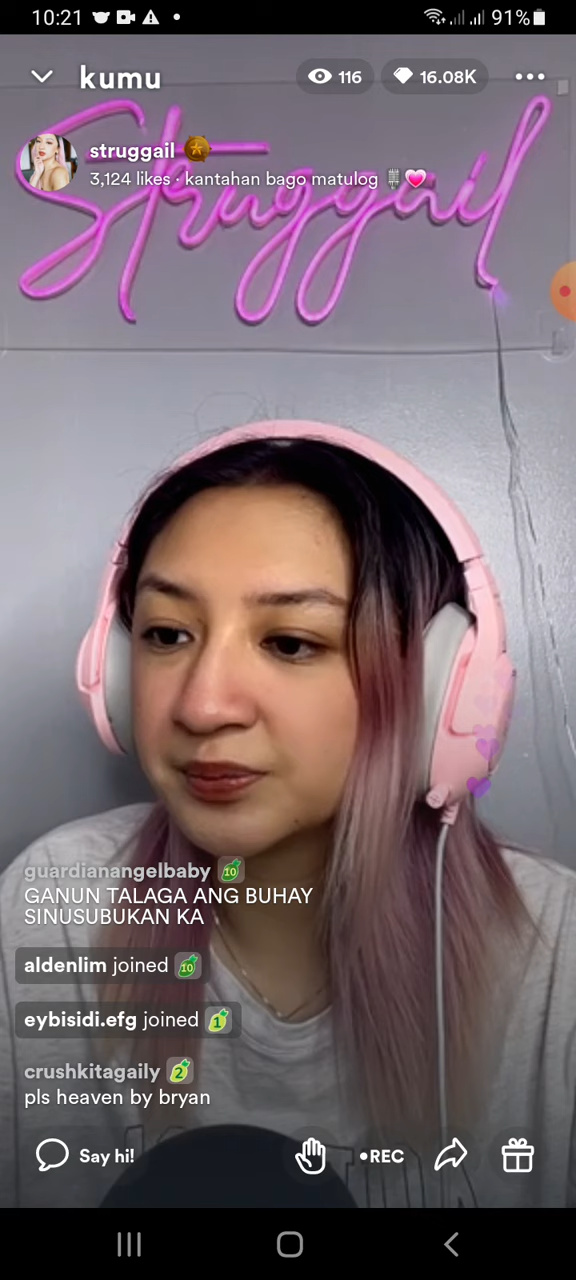 10:21
91%
kumu
116
16.08K
Struggail
struggail
3,124 likes · kantahan bago matulog
guardianangelbaby 10
GANUN TALAGA ANG BUHAY
SINUSUBUKAN KA
aldenlim joined 10
eybisidi.efg joined 1
crushkitagaily 2
pls heaven by bryan
Say hi!
•REC